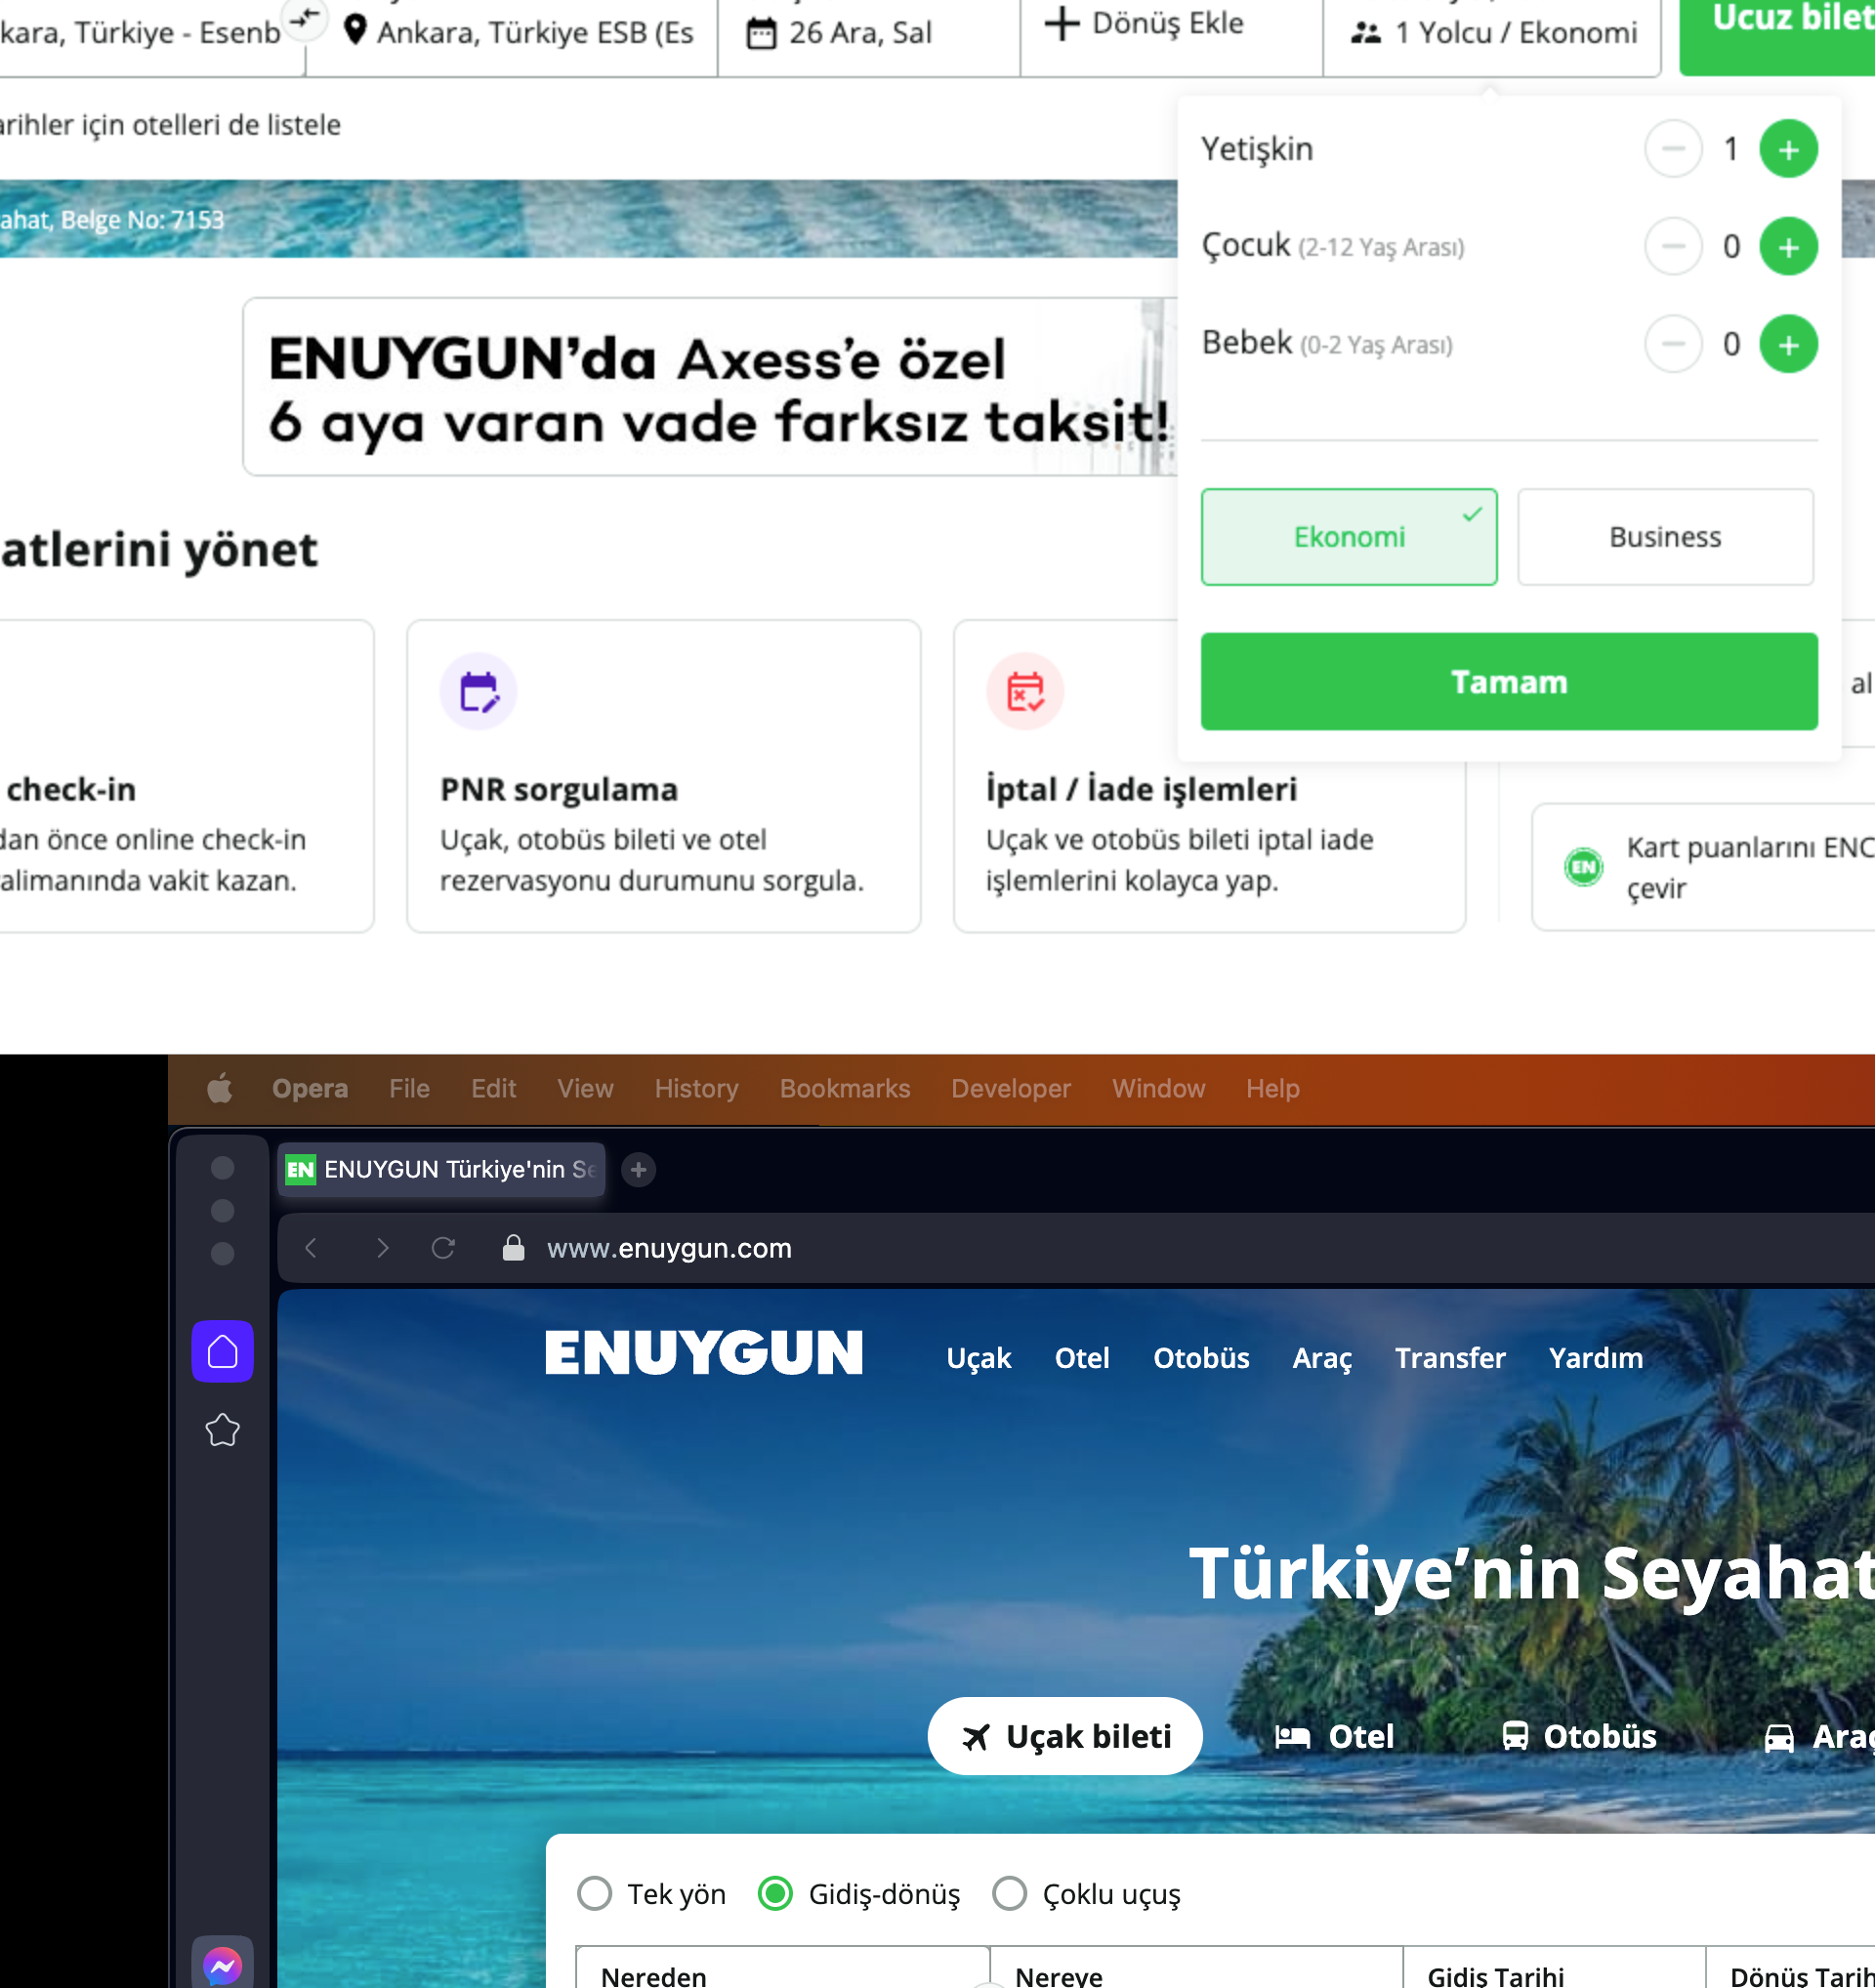 kara, Türkiye - Esenb
Ankara, Türkiye ESB (Es
26 Ara, Sal
Dönüş Ekle
1 Yolcu / Ekonomi
Ucuz bilet
arihler için otelleri de listele
Yetişkin
1
ahat, Belge No: 7153
Çocuk (2-12 Yaş Arası)
0
Bebek (0-2 Yaş Arası)
0
ENUYGUN’da Axess’e özel
6 aya varan vade farksız taksit!
Ekonomi
Business
atlerini yönet
Tamam
al
check-in
dan önce online check-in
alimanında vakit kazan.
PNR sorgulama
Uçak, otobüs bileti ve otel
rezervasyonu durumunu sorgula.
İptal / İade işlemleri
Uçak ve otobüs bileti iptal iade
işlemlerini kolayca yap.
EN
Kart puanlarını ENC
çevir
Opera File Edit View History Bookmarks Developer Window Help
EN ENUYGUN Türkiye'nin Se
www.enuygun.com
ENUYGUN
Uçak Otel Otobüs Araç Transfer Yardım
Türkiye’nin Seyahat
Uçak bileti
Otel
Otobüs
Araç
Tek yön
Gidiş-dönüş
Çoklu uçuş
Nereden
Nereye
Gidiş Tarihi
Dönüş Tarih